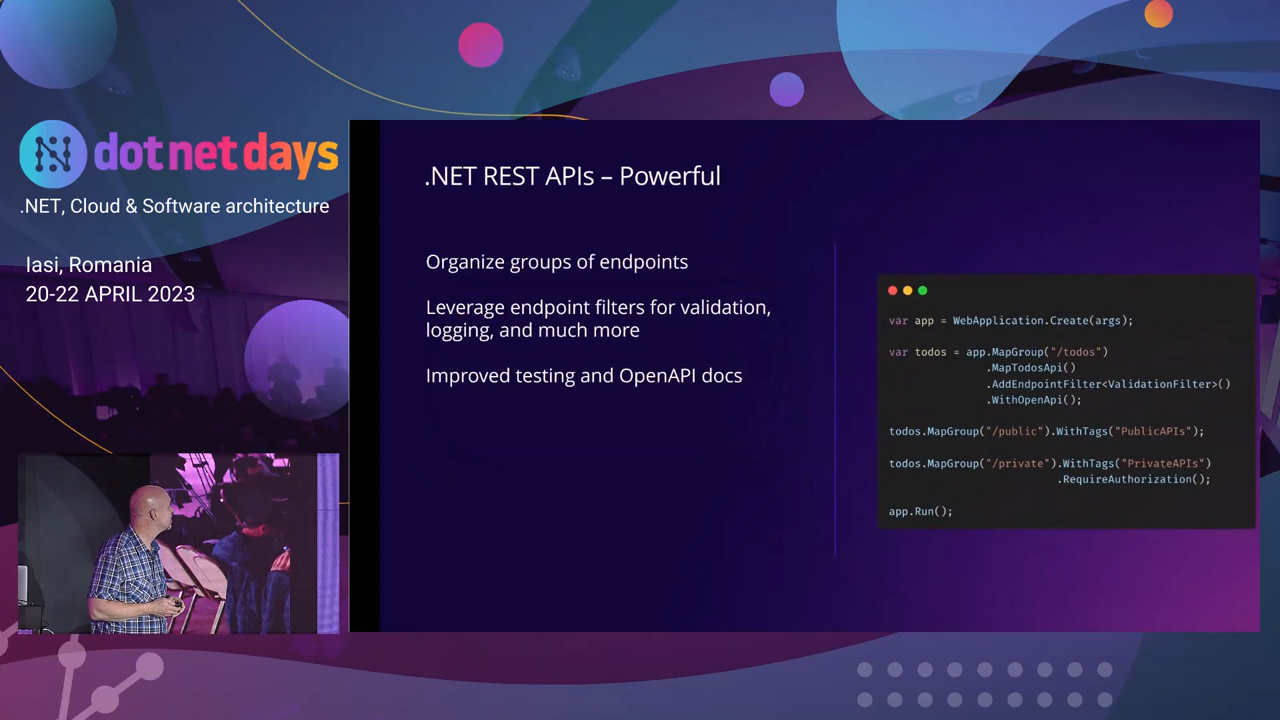 dot net days
.NET, Cloud & Software architecture
Iasi, Romania
20-22 APRIL 2023
.NET REST APIs – Powerful
Organize groups of endpoints
Leverage endpoint filters for validation,
logging, and much more
Improved testing and OpenAPI docs
var app = WebApplication.Create(args);
var todos = app.MapGroup("/todos")
.MapTodosApi()
.AddEndpointFilter<ValidationFilter>()
.WithOpenApi();
todos.MapGroup("/public").WithTags("PublicAPIs");
todos.MapGroup("/private").WithTags("PrivateAPIs")
.RequireAuthorization();
app.Run();